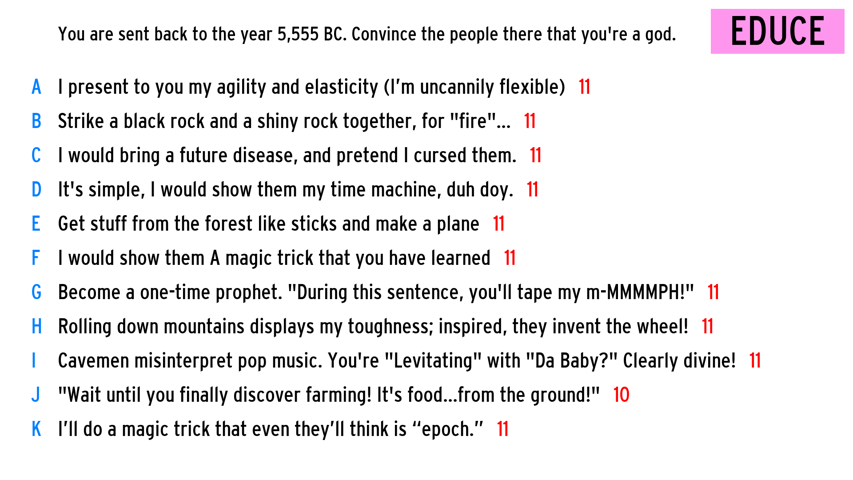 You are sent back to the year 5,555 BC. Convince the people there that you're a god.
EDUCE
A I present to you my agility and elasticity (I’m uncannily flexible) 11
B Strike a black rock and a shiny rock together, for "fire"... 11
C I would bring a future disease, and pretend I cursed them. 11
D It's simple, I would show them my time machine, duh doy. 11
E Get stuff from the forest like sticks and make a plane 11
F I would show them A magic trick that you have learned 11
G Become a one-time prophet. "During this sentence, you'll tape my m-MMMMPH!" 11
H Rolling down mountains displays my toughness; inspired, they invent the wheel! 11
I Cavemen misinterpret pop music. You're "Levitating" with "Da Baby?" Clearly divine! 11
J "Wait until you finally discover farming! It's food...from the ground!" 10
K I’ll do a magic trick that even they’ll think is “epoch.” 11